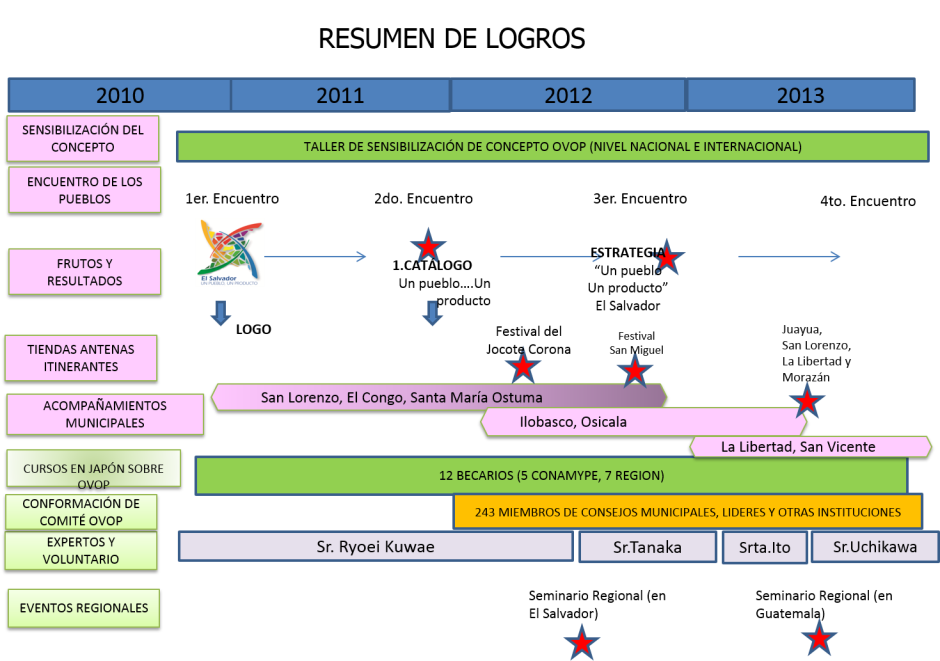 RESUMEN DE LOGROS
2010 2011 2012 2013
SENSIBILIZACIÓN DEL
CONCEPTO
TALLER DE SENSIBILIZACIÓN DE CONCEPTO OVOP (NIVEL NACIONAL E INTERNACIONAL)
ENCUENTRO DE LOS
PUEBLOS
1er. Encuentro
2do. Encuentro
3er. Encuentro
4to. Encuentro
FRUTOS Y
RESULTADOS
El Salvador
UN PUEBLO, UN PRODUCTO
LOGO
1.CATALOGO
Un pueblo....Un
producto
ESTRATEGIA
“Un pueblo
Un producto”
El Salvador
TIENDAS ANTENAS
ITINERANTES
Festival del
Jocote Corona
Festival
San Miguel
Juayua,
San Lorenzo,
La Libertad y
Morazán
ACOMPAÑAMIENTOS
MUNICIPALES
San Lorenzo, El Congo, Santa María Ostuma
Ilobasco, Osicala
La Libertad, San Vicente
CURSOS EN JAPÓN SOBRE
OVOP
12 BECARIOS (5 CONAMYPE, 7 REGION)
CONFORMACIÓN DE
COMITÉ OVOP
243 MIEMBROS DE CONSEJOS MUNICIPALES, LIDERES Y OTRAS INSTITUCIONES
EXPERTOS Y
VOLUNTARIO
Sr. Ryoei Kuwae
Sr.Tanaka
Srta.Ito
Sr.Uchikawa
EVENTOS REGIONALES
Seminario Regional (en
El Salvador)
Seminario Regional (en
Guatemala)